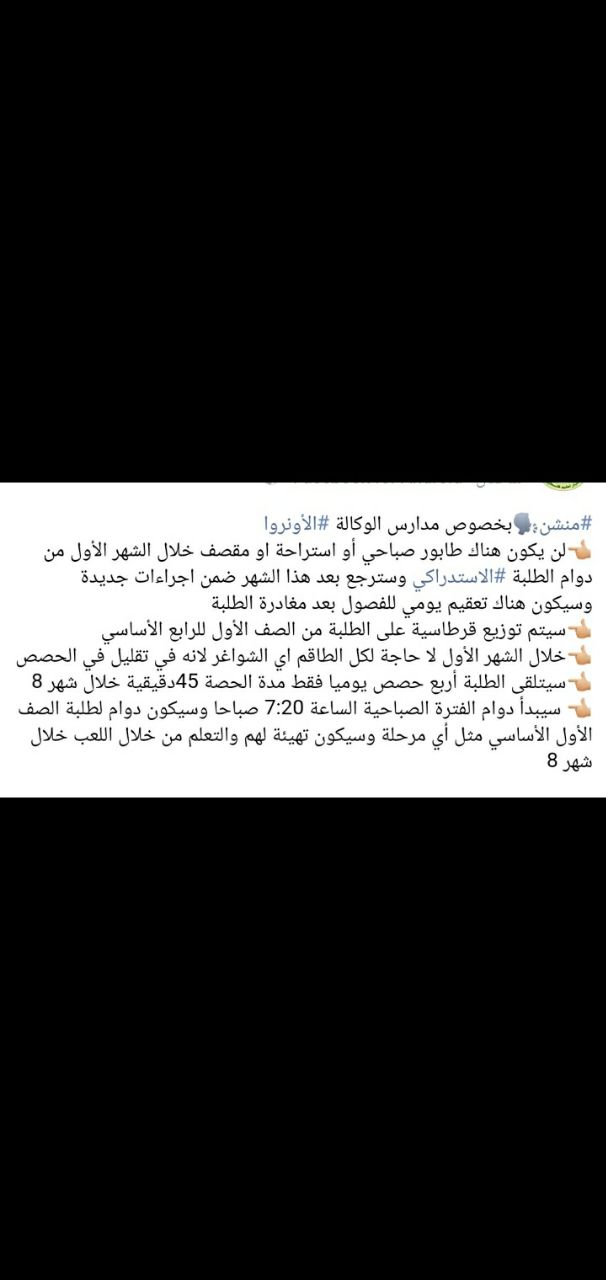 #منشن🗣️بخصوص مدارس الوكالة #الأونروا
👈🏼لن يكون هناك طابور صباحي أو استراحة او مقصف خلال الشهر الأول من
دوام الطلبة #الاستدراكي وسترجع بعد هذا الشهر ضمن اجراءات جديدة
وسيكون هناك تعقيم يومي للفصول بعد مغادرة الطلبة
👈🏼سيتم توزيع قرطاسية على الطلبة من الصف الأول للرابع الأساسي
👈🏼خلال الشهر الأول لا حاجة لكل الطاقم اي الشواغر لانه في تقليل في الحصص
👈🏼سيتلقى الطلبة أربع حصص يوميا فقط مدة الحصة 45دقيقية خلال شهر 8
👈🏼 سيبدأ دوام الفترة الصباحية الساعة 7:20 صباحا وسيكون دوام لطلبة الصف
الأول الأساسي مثل أي مرحلة وسيكون تهيئة لهم والتعلم من خلال اللعب خلال
شهر 8